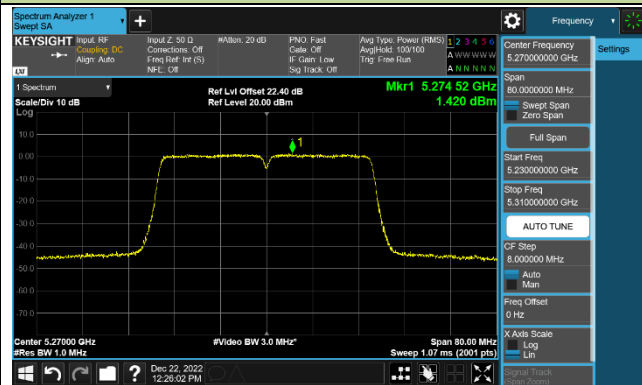 Spectrum Analyzer 1
Swept SA
Frequency
KEYSIGHT
Input: RF
Coupling: DC
Align: Auto
Input Z: 50 Ω
Corrections: Off
Freq Ref: Int (S)
NFE: Off
#Atten: 20 dB
PNO: Fast
Gate: Off
IF Gain: Low
Sig Track: Off
Avg Type: Power (RMS)
Avg|Hold: 100/100
Trig: Free Run
1 2 3 4 5 6
A W W W W W
A N N N N N
LXI
1 Spectrum
Scale/Div 10 dB
Log
Ref Lvl Offset 22.40 dB
Ref Level 20.00 dBm
Mkr1 5.274 52 GHz
1.420 dBm
1
10.0
0.00
-10.0
-20.0
-30.0
-40.0
-50.0
-60.0
-70.0
Center 5.27000 GHz
#Res BW 1.0 MHz
#Video BW 3.0 MHz*
Span 80.00 MHz
Sweep 1.07 ms (2001 pts)
Dec 22, 2022
12:26:02 PM
Center Frequency
5.270000000 GHz
Settings
Span
80.0000000 MHz
Swept Span
Zero Span
Full Span
Start Freq
5.230000000 GHz
Stop Freq
5.310000000 GHz
AUTO TUNE
CF Step
8.000000 MHz
Auto
Man
Freq Offset
0 Hz
X Axis Scale
Log
Lin
Signal Track
(Span Zoom)